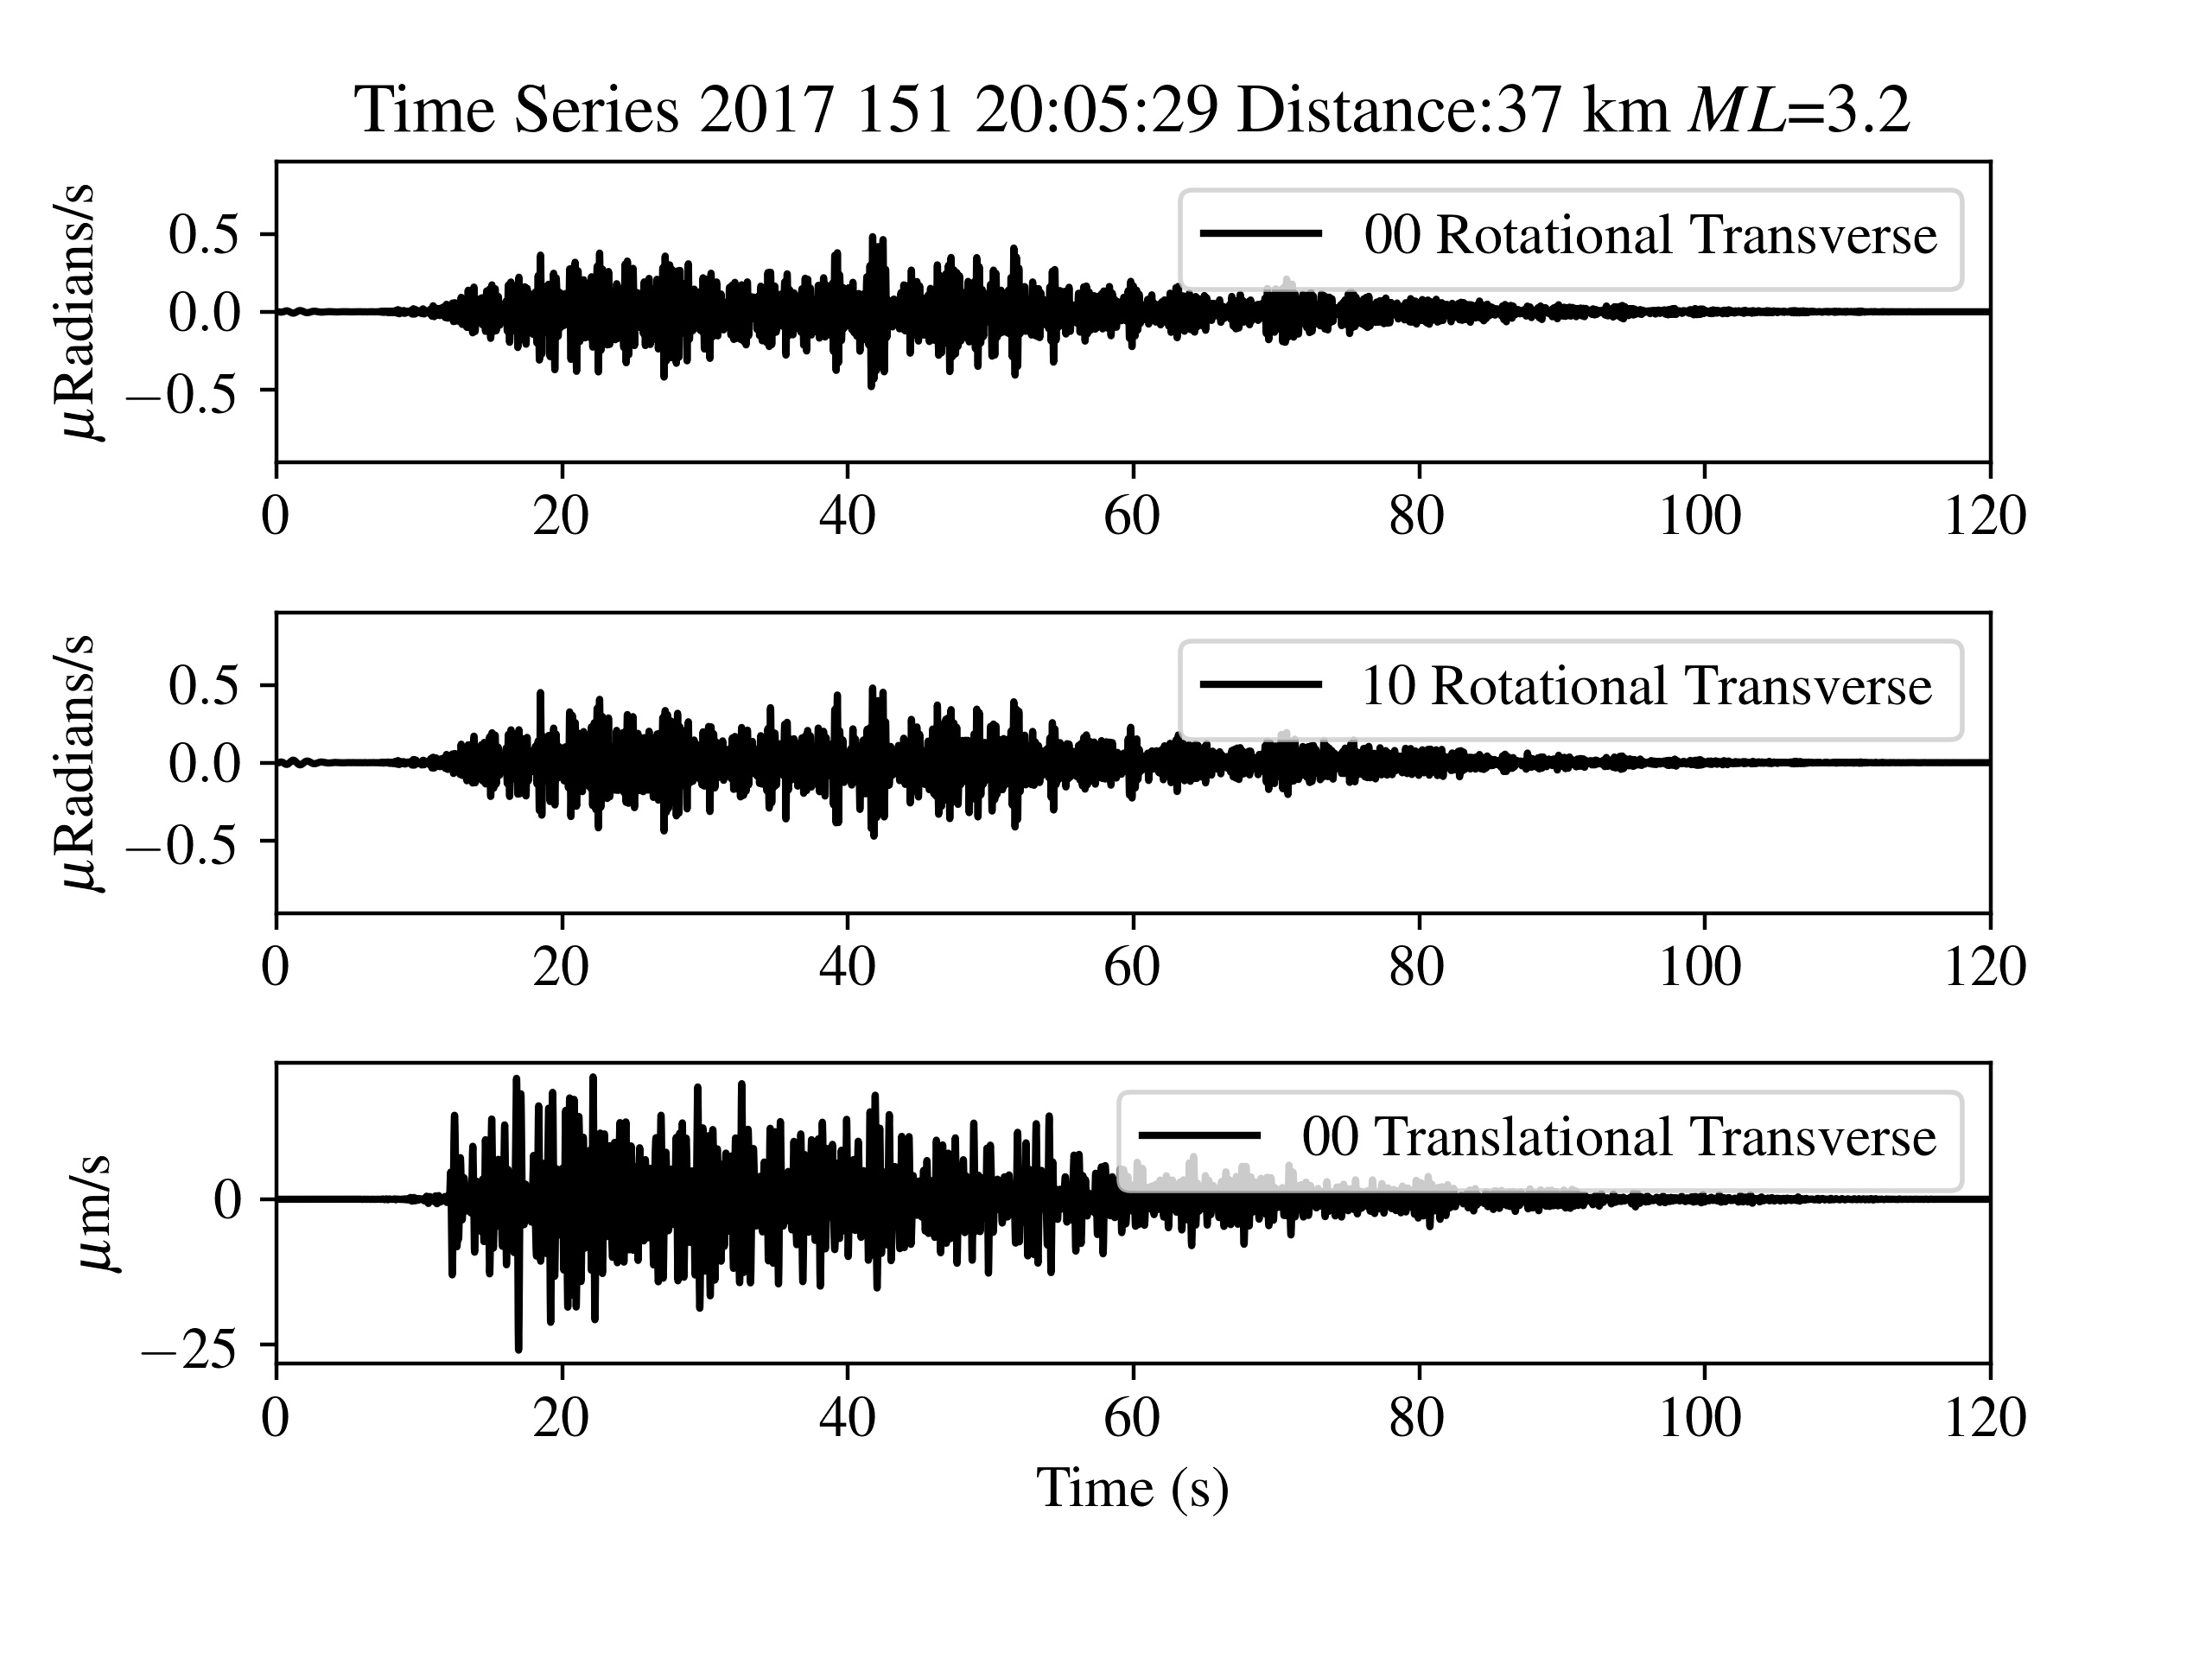 Time Series 2017 151 20:05:29 Distance:37 km ML=3.2
μRadians/s
0.5
0.0
−0.5
00 Rotational Transverse
0 20 40 60 80 100 120
μRadians/s
0.5
0.0
−0.5
10 Rotational Transverse
0 20 40 60 80 100 120
μm/s
0
−25
00 Translational Transverse
0 20 40 60 80 100 120
Time (s)